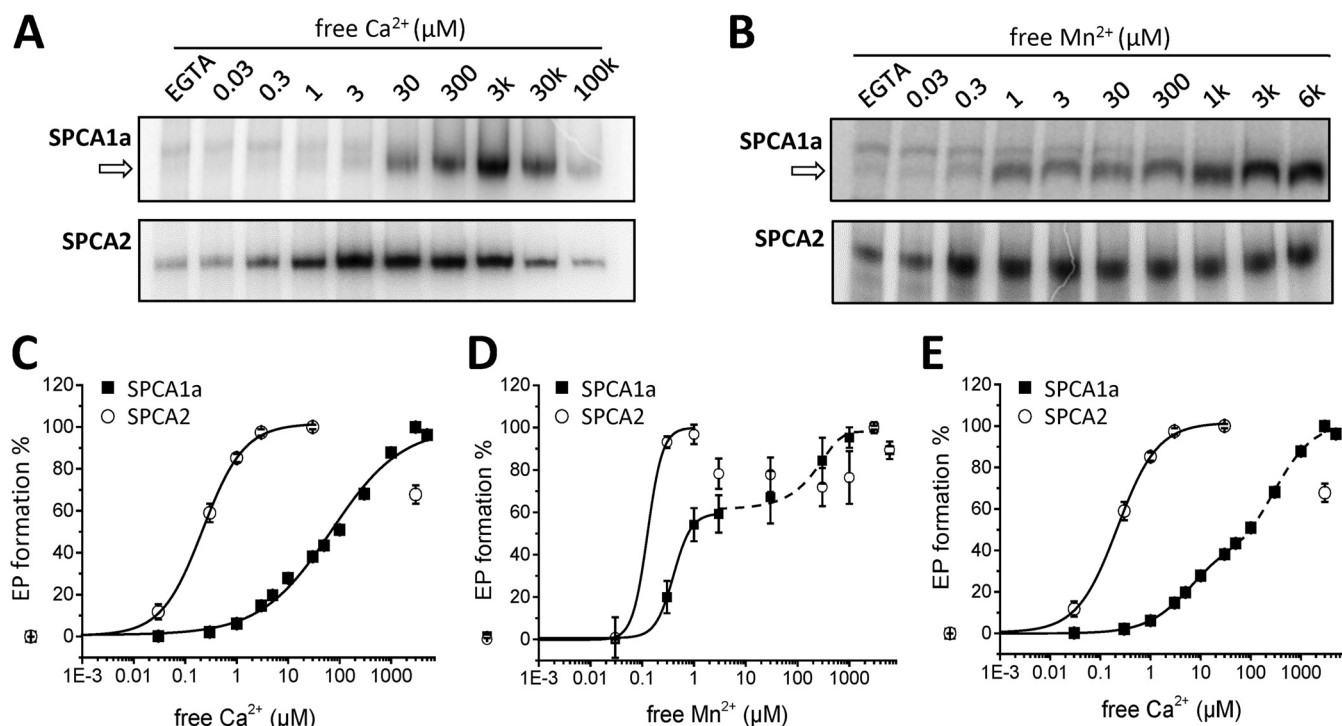 A
free Ca²⁺ (µM)
EGTA 0.03 0.3 1 3 30 300 3k 30k 100k
SPCA1a
SPCA2
B
free Mn²⁺ (µM)
EGTA 0.03 0.3 1 3 30 300 1k 3k 6k
SPCA1a
SPCA2
C
SPCA1a
SPCA2
EP formation %
120
100
80
60
40
20
0
1E-3 0.01 0.1 1 10 100 1000
free Ca²⁺ (µM)
D
SPCA1a
SPCA2
EP formation %
120
100
80
60
40
20
0
1E-3 0.01 0.1 1 10 100 1000
free Mn²⁺ (µM)
E
SPCA1a
SPCA2
EP formation %
120
100
80
60
40
20
0
1E-3 0.01 0.1 1 10 100 1000
free Ca²⁺ (µM)